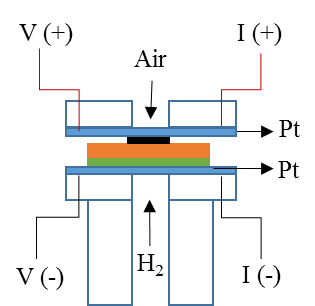 V (+)
I (+)
Air
Pt
Pt
H₂
V (-)
I (-)